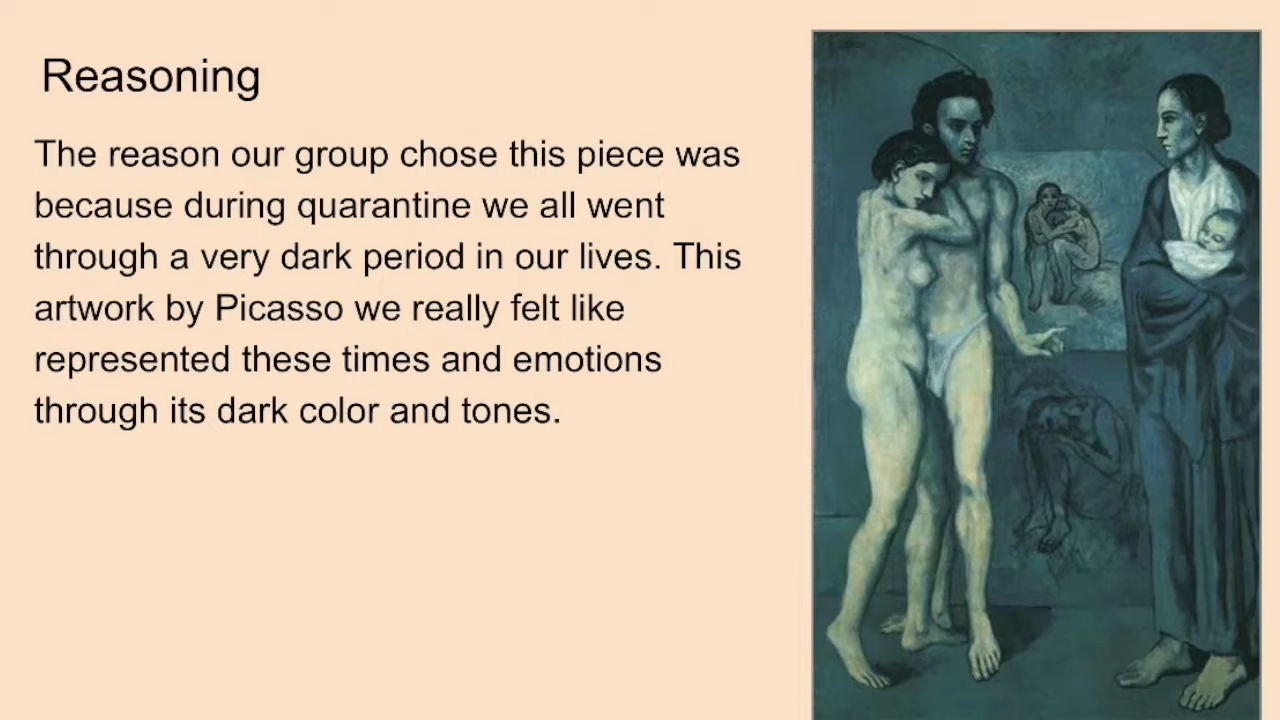 Reasoning
The reason our group chose this piece was
because during quarantine we all went
through a very dark period in our lives. This
artwork by Picasso we really felt like
represented these times and emotions
through its dark color and tones.